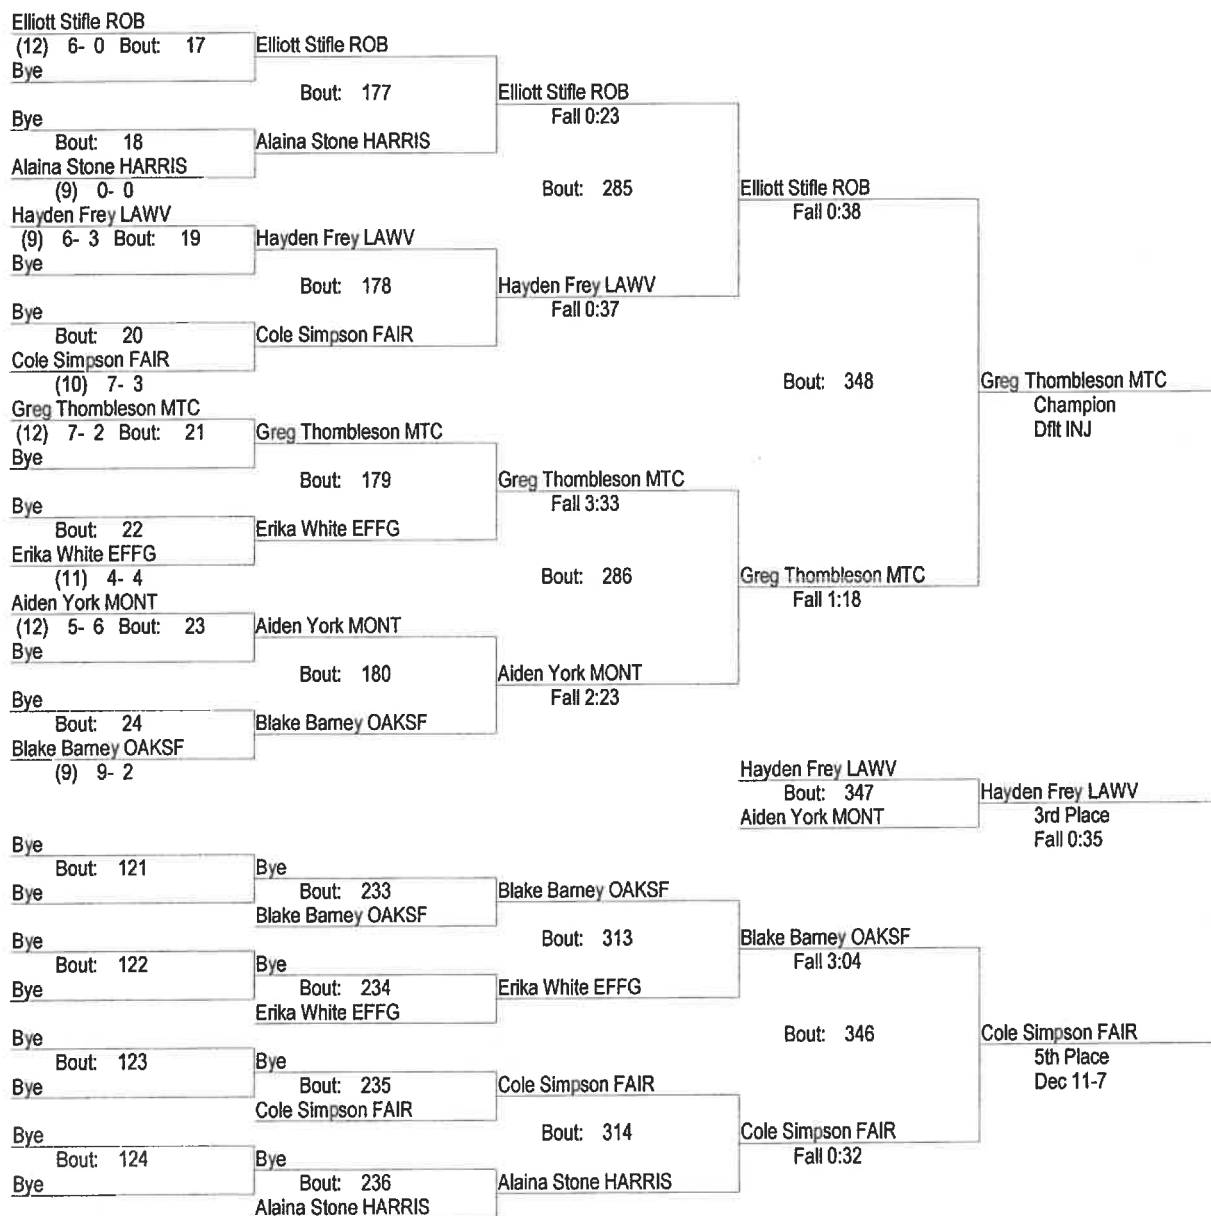 Elliott Stifle ROB
(12) 6- 0 Bout: 17
Bye
Elliott Stifle ROB
Bout: 177
Bye
Bout: 18
Alaina Stone HARRIS
(9) 0- 0
Alaina Stone HARRIS
Elliott Stifle ROB
Fall 0:23
Bout: 285
Hayden Frey LAWV
(9) 6- 3 Bout: 19
Bye
Hayden Frey LAWV
Bout: 178
Bye
Bout: 20
Cole Simpson FAIR
(10) 7- 3
Cole Simpson FAIR
Hayden Frey LAWV
Fall 0:37
Elliott Stifle ROB
Fall 0:38
Bout: 348
Greg Thombleson MTC
Champion
Dflt INJ
Greg Thombleson MTC
(12) 7- 2 Bout: 21
Bye
Greg Thombleson MTC
Bout: 179
Bye
Bout: 22
Erika White EFFG
(11) 4- 4
Erika White EFFG
Greg Thombleson MTC
Fall 3:33
Bout: 286
Greg Thombleson MTC
Fall 1:18
Aiden York MONT
(12) 5- 6 Bout: 23
Bye
Aiden York MONT
Bout: 180
Bye
Bout: 24
Blake Barney OAKSF
(9) 9- 2
Blake Barney OAKSF
Aiden York MONT
Fall 2:23
Hayden Frey LAWV
Bout: 347
Aiden York MONT
Hayden Frey LAWV
3rd Place
Fall 0:35
Bye
Bout: 121
Bye
Bye
Bout: 233
Blake Barney OAKSF
Blake Barney OAKSF
Bout: 313
Bye
Bout: 122
Bye
Bye
Bout: 234
Erika White EFFG
Erika White EFFG
Blake Barney OAKSF
Fall 3:04
Bout: 346
Cole Simpson FAIR
5th Place
Dec 11-7
Bye
Bout: 123
Bye
Bye
Bout: 235
Cole Simpson FAIR
Cole Simpson FAIR
Bout: 314
Cole Simpson FAIR
Fall 0:32
Bye
Bout: 124
Bye
Bye
Bout: 236
Alaina Stone HARRIS
Alaina Stone HARRIS